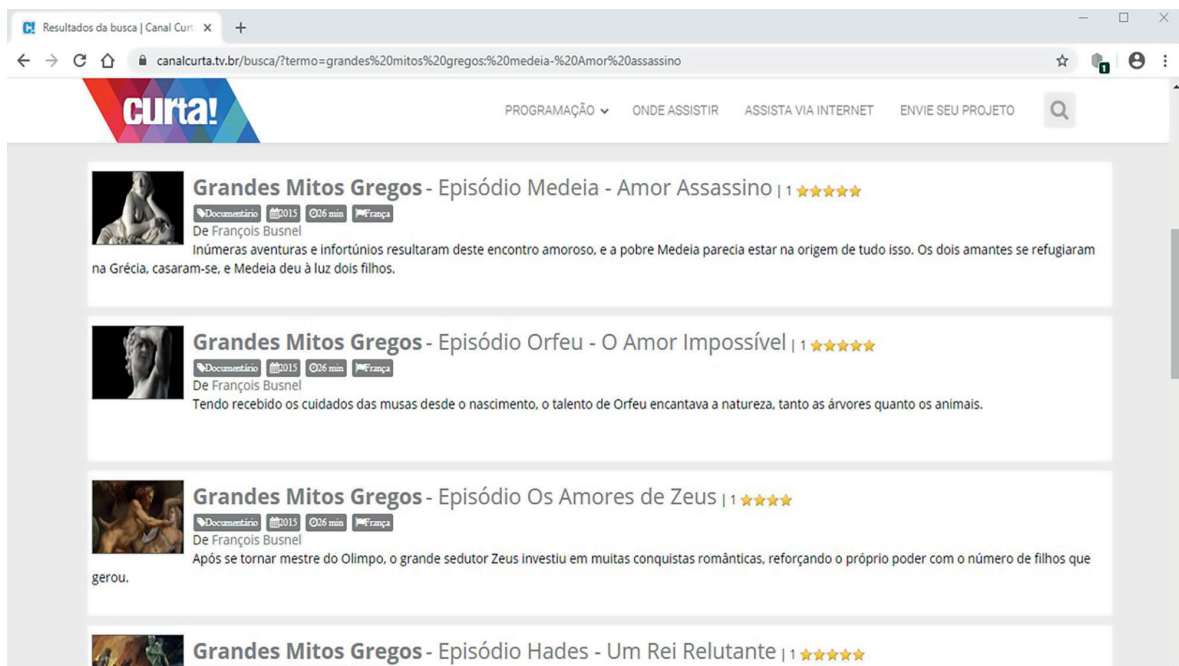 Resultados da busca | Canal Curt
canalcurta.tv.br/busca/?termo=grandes%20mitos%20gregos:%20medeia-%20Amor%20assassino
1
curta!
PROGRAMAÇÃO ONDE ASSISTIR ASSISTA VIA INTERNET ENVIE SEU PROJETO
Grandes Mitos Gregos - Episódio Medeia - Amor Assassino | 1
Documentário 2015 26 min França
De François Busnel
Inúmeras aventuras e infortúnios resultaram deste encontro amoroso, e a pobre Medeia parecia estar na origem de tudo isso. Os dois amantes se refugiaram
na Grécia, casaram-se, e Medeia deu à luz dois filhos.
Grandes Mitos Gregos - Episódio Orfeu - O Amor Impossível | 1
Documentário 2015 26 min França
De François Busnel
Tendo recebido os cuidados das musas desde o nascimento, o talento de Orfeu encantava a natureza, tanto as árvores quanto os animais.
Grandes Mitos Gregos - Episódio Os Amores de Zeus | 1
Documentário 2015 26 min França
De François Busnel
Após se tornar mestre do Olimpo, o grande sedutor Zeus investiu em muitas conquistas românticas, reforçando o próprio poder com o número de filhos que
gerou.
Grandes Mitos Gregos - Episódio Hades - Um Rei Relutante | 1